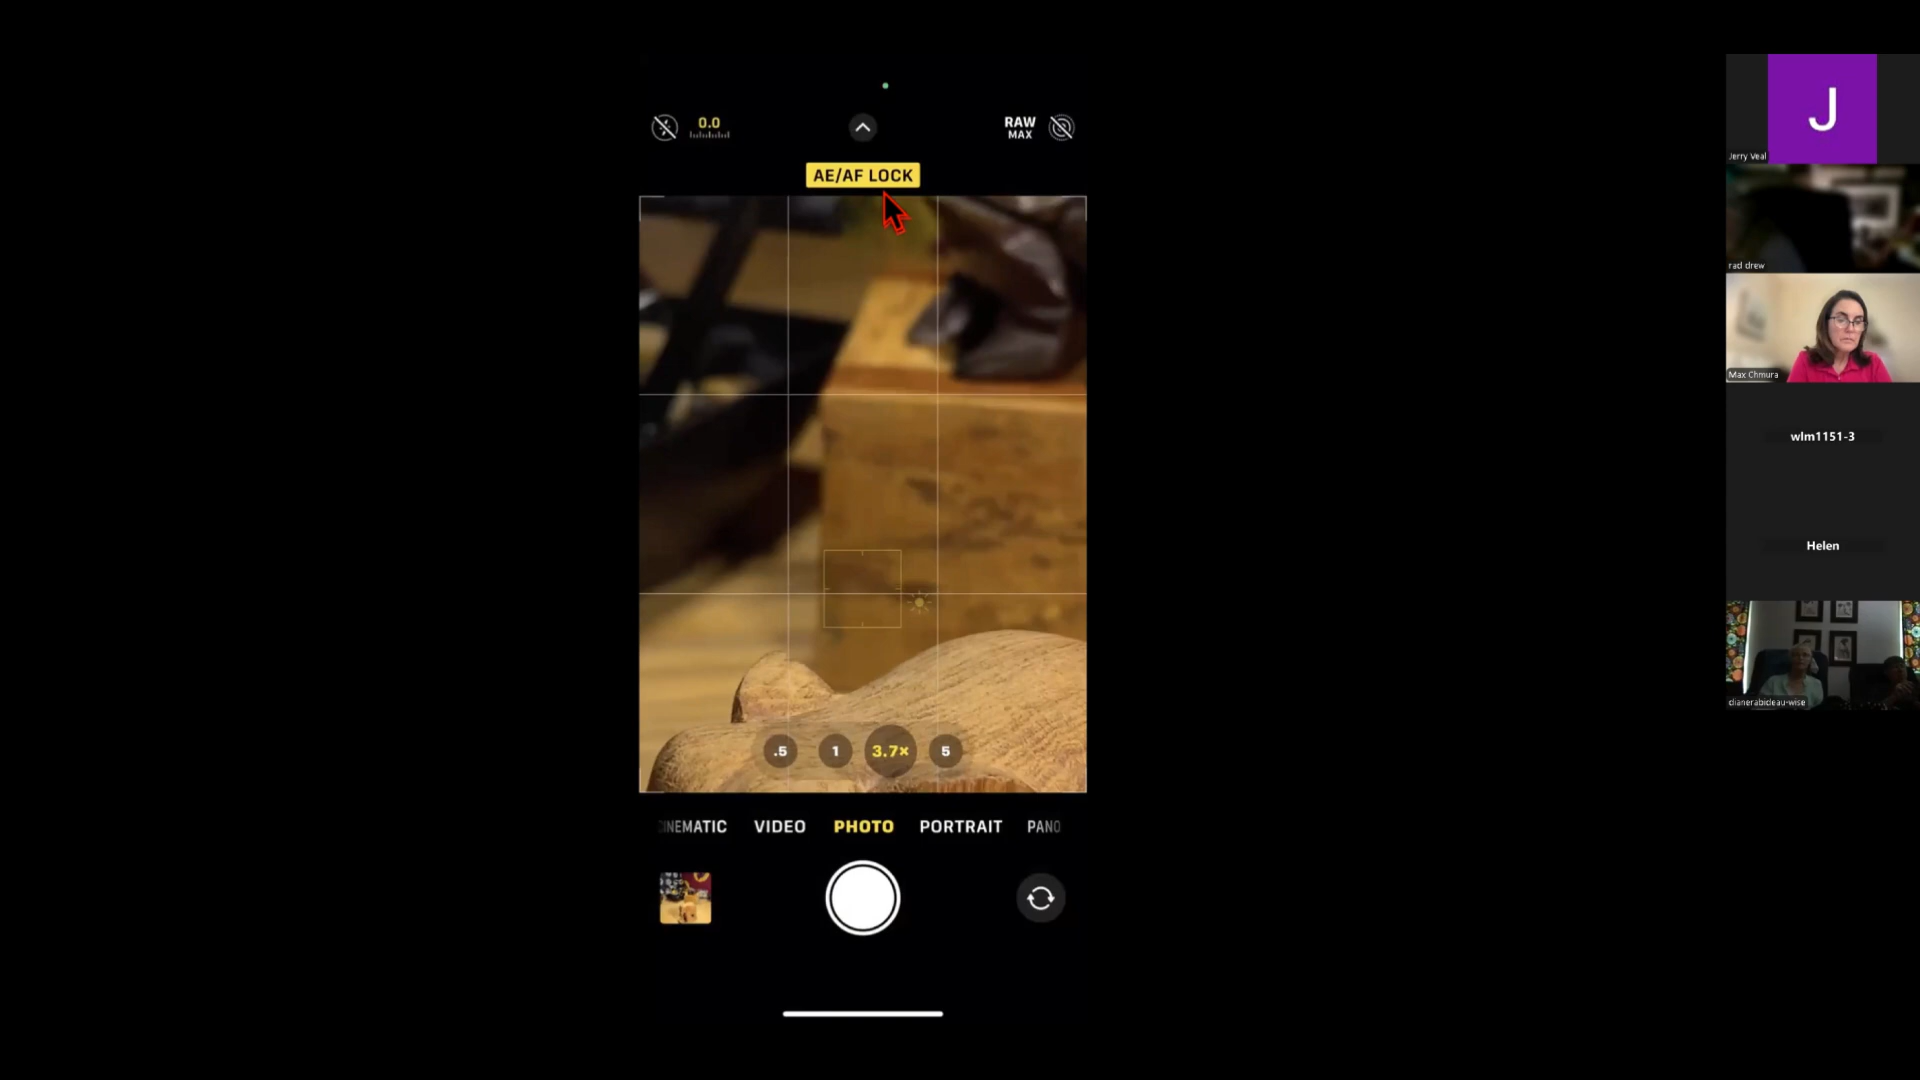 0.0
RAW
MAX
AE/AF LOCK
.5
1
3.7×
5
INEMATIC
VIDEO
PHOTO
PORTRAIT
PANO
J
Jerry Veal
rad drew
Max Chmura
wlm1151-3
Helen
dianerabideau-wise